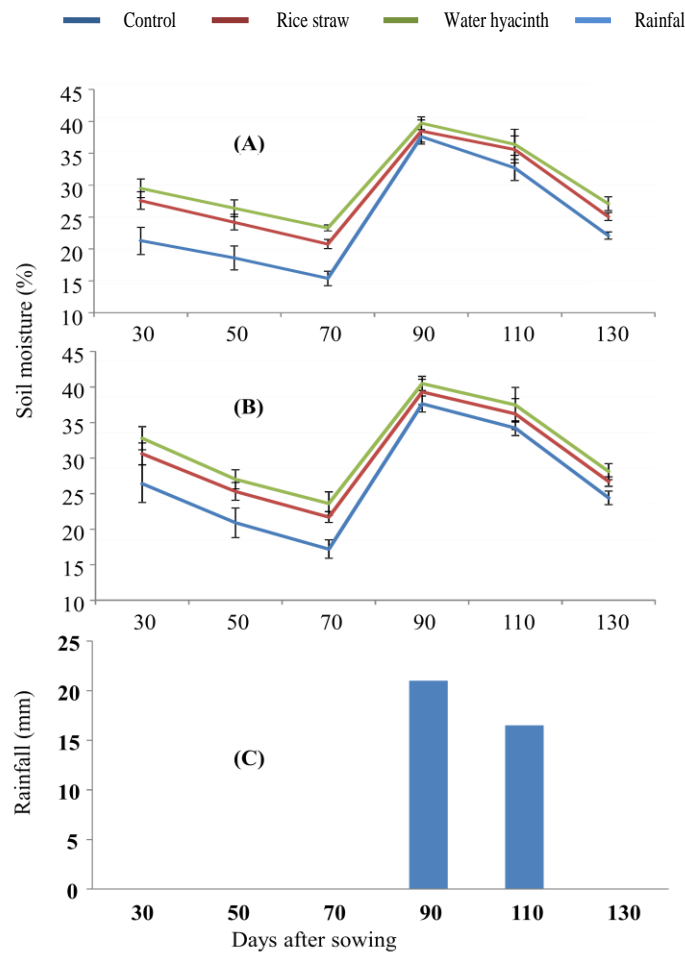 Control Rice straw Water hyacinth Rainfal
45
40
35
30
25
20
15
10
(A)
30 50 70 90 110 130
Soil moisture (%)
45
40
35
30
25
20
15
10
(B)
30 50 70 90 110 130
25
20
15
10
5
0
Rainfall (mm)
(C)
30 50 70 90 110 130
Days after sowing